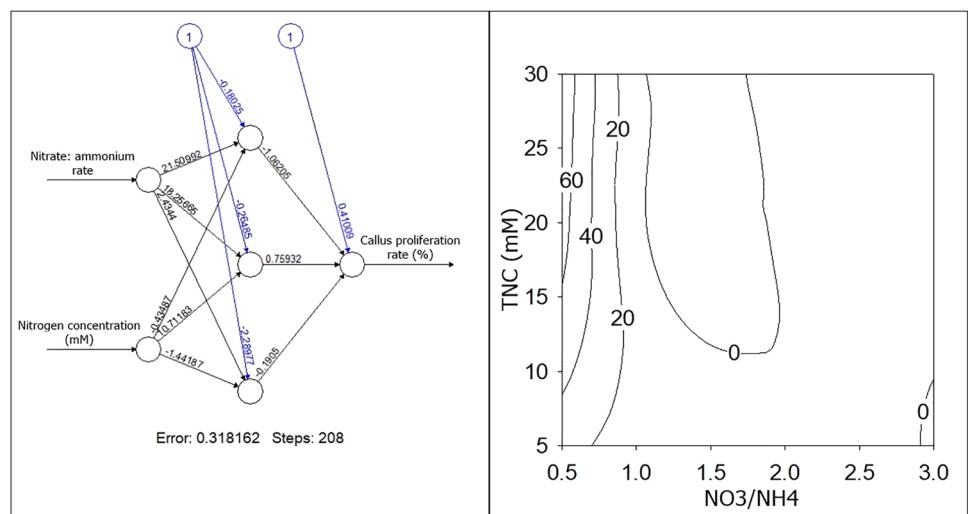 1
1
-0.18025
Nitrate: ammonium
rate
21.50992
-1.06205
18.25665
-2.4344
-0.26485
0.41009
Callus proliferation
rate (%)
0.75932
Nitrogen concentration
(mM)
-0.43487
-10.71183
-2.28977
-1.44187
-0.1905
Error: 0.318162 Steps: 208
30
25
20
15
10
5
TNC (mM)
20
60
40
20
0
0
0.5 1.0 1.5 2.0 2.5 3.0
NO3/NH4